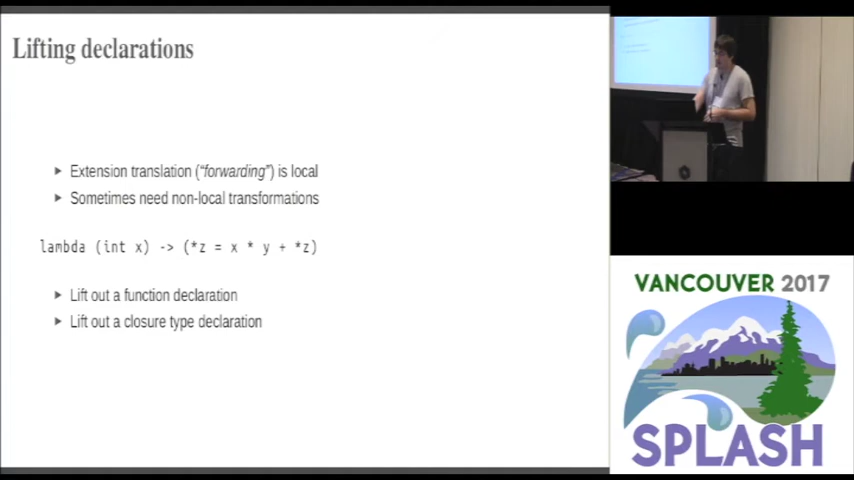 Lifting declarations
Extension translation ("forwarding") is local
Sometimes need non-local transformations
lambda (int x) -> (*z = x * y + *z)
Lift out a function declaration
Lift out a closure type declaration
VANCOUVER 2017
SPLASH